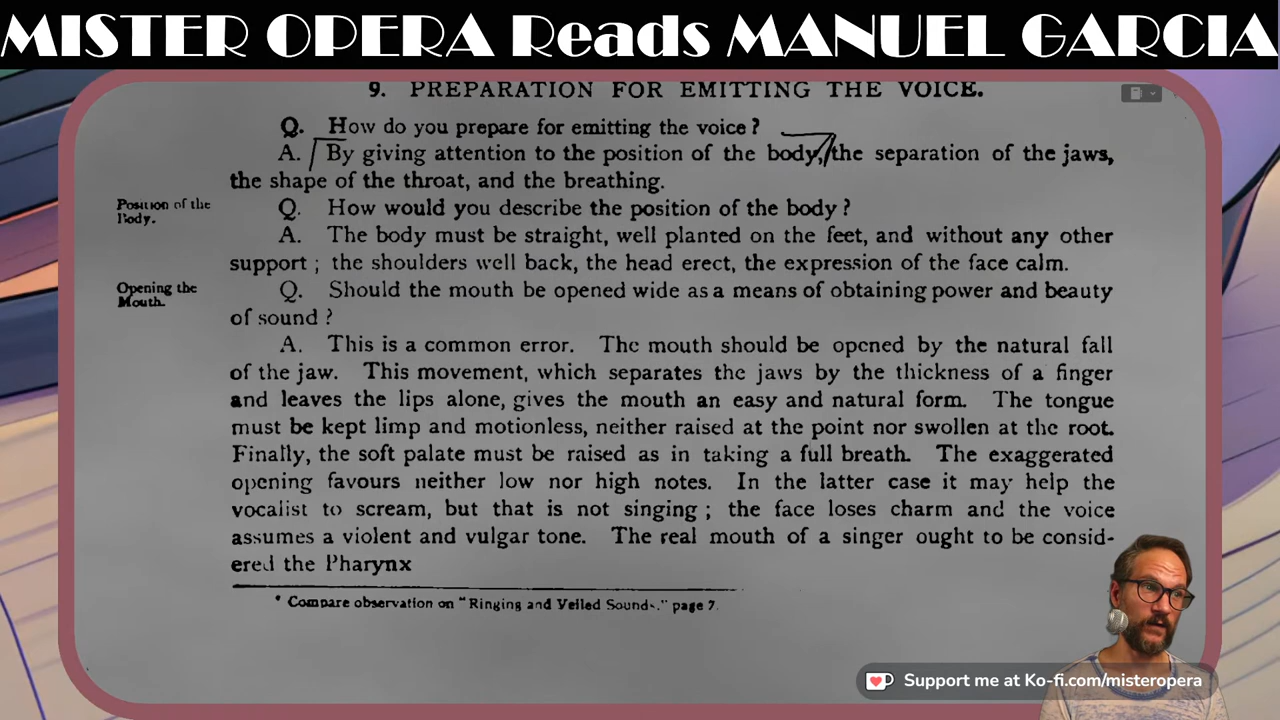 MISTER OPERA Reads MANUEL GARCIA
9. PREPARATION FOR EMITTING THE VOICE.
Q. How do you prepare for emitting the voice?
A. By giving attention to the position of the body, the separation of the jaws,
the shape of the throat, and the breathing.
Position of the
Body.
Q. How would you describe the position of the body?
A. The body must be straight, well planted on the feet, and without any other
support; the shoulders well back, the head erect, the expression of the face calm.
Opening the
Mouth.
Q. Should the mouth be opened wide as a means of obtaining power and beauty
of sound?
A. This is a common error. The mouth should be opened by the natural fall
of the jaw. This movement, which separates the jaws by the thickness of a finger
and leaves the lips alone, gives the mouth an easy and natural form. The tongue
must be kept limp and motionless, neither raised at the point nor swollen at the root.
Finally, the soft palate must be raised as in taking a full breath. The exaggerated
opening favours neither low nor high notes. In the latter case it may help the
vocalist to scream, but that is not singing; the face loses charm and the voice
assumes a violent and vulgar tone. The real mouth of a singer ought to be consid-
ered the Pharynx
* Compare observation on "Ringing and Veiled Sounds." page 7.
Support me at Ko-fi.com/misteropera